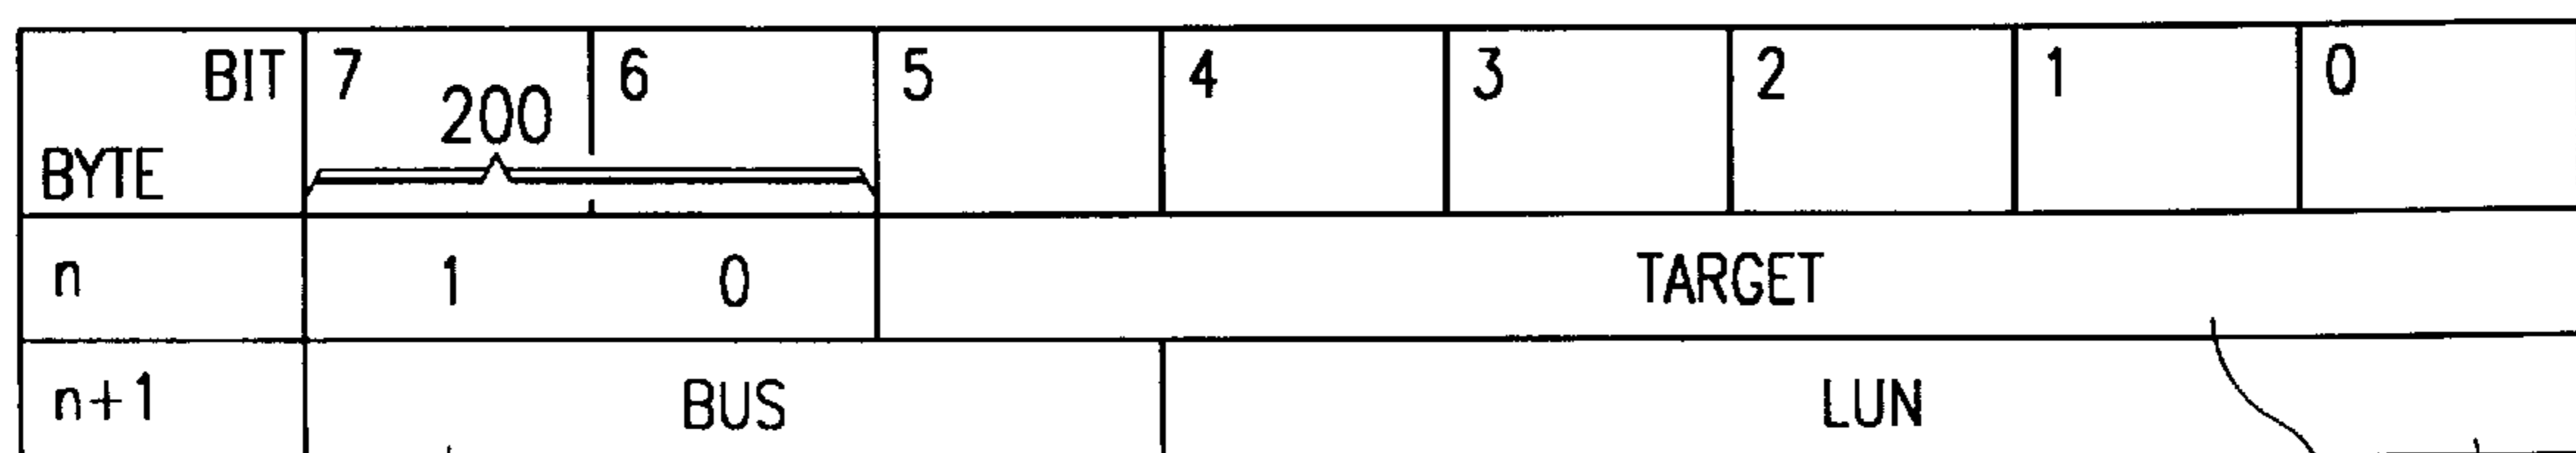 BIT 7 6 5 4 3 2 1 0
200
BYTE
n 1 0 TARGET
n+1 BUS LUN